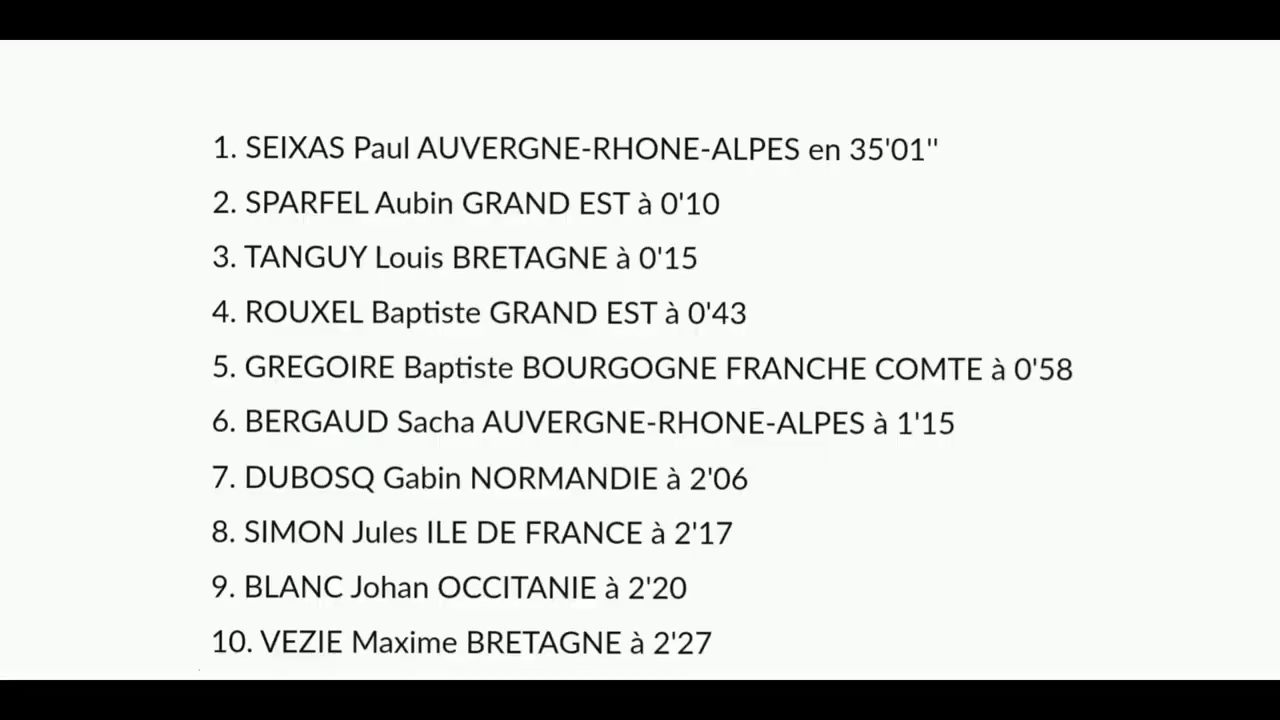 1. SEIXAS Paul AUVERGNE-RHONE-ALPES en 35'01''
2. SPARFEL Aubin GRAND EST à 0'10
3. TANGUY Louis BRETAGNE à 0'15
4. ROUXEL Baptiste GRAND EST à 0'43
5. GREGOIRE Baptiste BOURGOGNE FRANCHE COMTE à 0'58
6. BERGAUD Sacha AUVERGNE-RHONE-ALPES à 1'15
7. DUBOSQ Gabin NORMANDIE à 2'06
8. SIMON Jules ILE DE FRANCE à 2'17
9. BLANC Johan OCCITANIE à 2'20
10. VEZIE Maxime BRETAGNE à 2'27